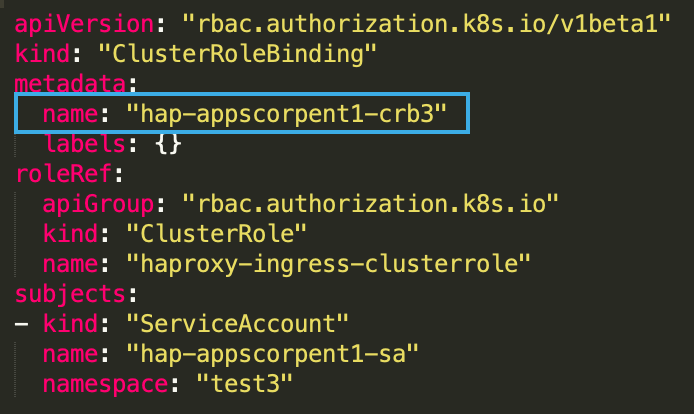 apiVersion: "rbac.authorization.k8s.io/v1beta1"
kind: "ClusterRoleBinding"
metadata:
  name: "hap-appscorpent1-crb3"
  labels: {}
roleRef:
  apiGroup: "rbac.authorization.k8s.io"
  kind: "ClusterRole"
  name: "haproxy-ingress-clusterrole"
subjects:
- kind: "ServiceAccount"
  name: "hap-appscorpent1-sa"
  namespace: "test3"